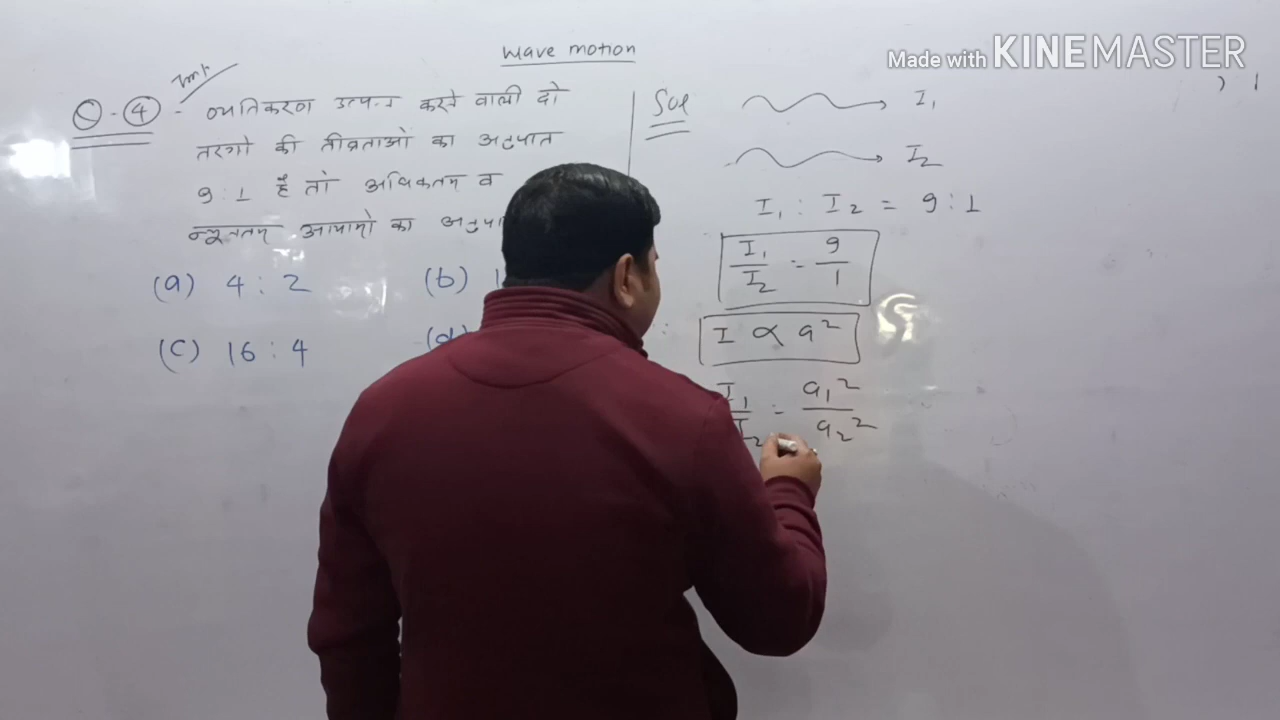 Made with KINEMASTER
Wave motion
Imp
Q-4 - व्यतिकरण उत्पन्न करने वाली दो
तरंगो की तीव्रताओं का अनुपात
9:1 है तो अधिकतम व
न्यूनतम आयामो का
(a) 4 : 2
(b)
(c) 16 : 4
(d)
Sol
I₁
I₂
I₁ : I₂ = 9 : 1
I₁/I₂ = 9/1
I ∝ a²
I₁/I₂ = a₁²/a₂²